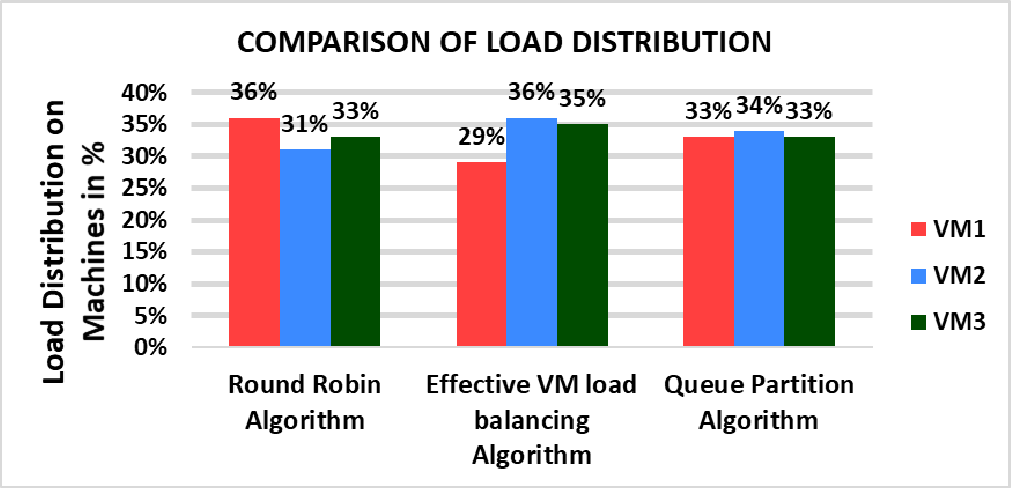 COMPARISON OF LOAD DISTRIBUTION
Load Distribution on
Machines in %
40%
35%
30%
25%
20%
15%
10%
5%
0%
36%
31%
33%
29%
36%
35%
33%
34%
33%
Round Robin
Algorithm
Effective VM load
balancing
Algorithm
Queue Partition
Algorithm
VM1
VM2
VM3